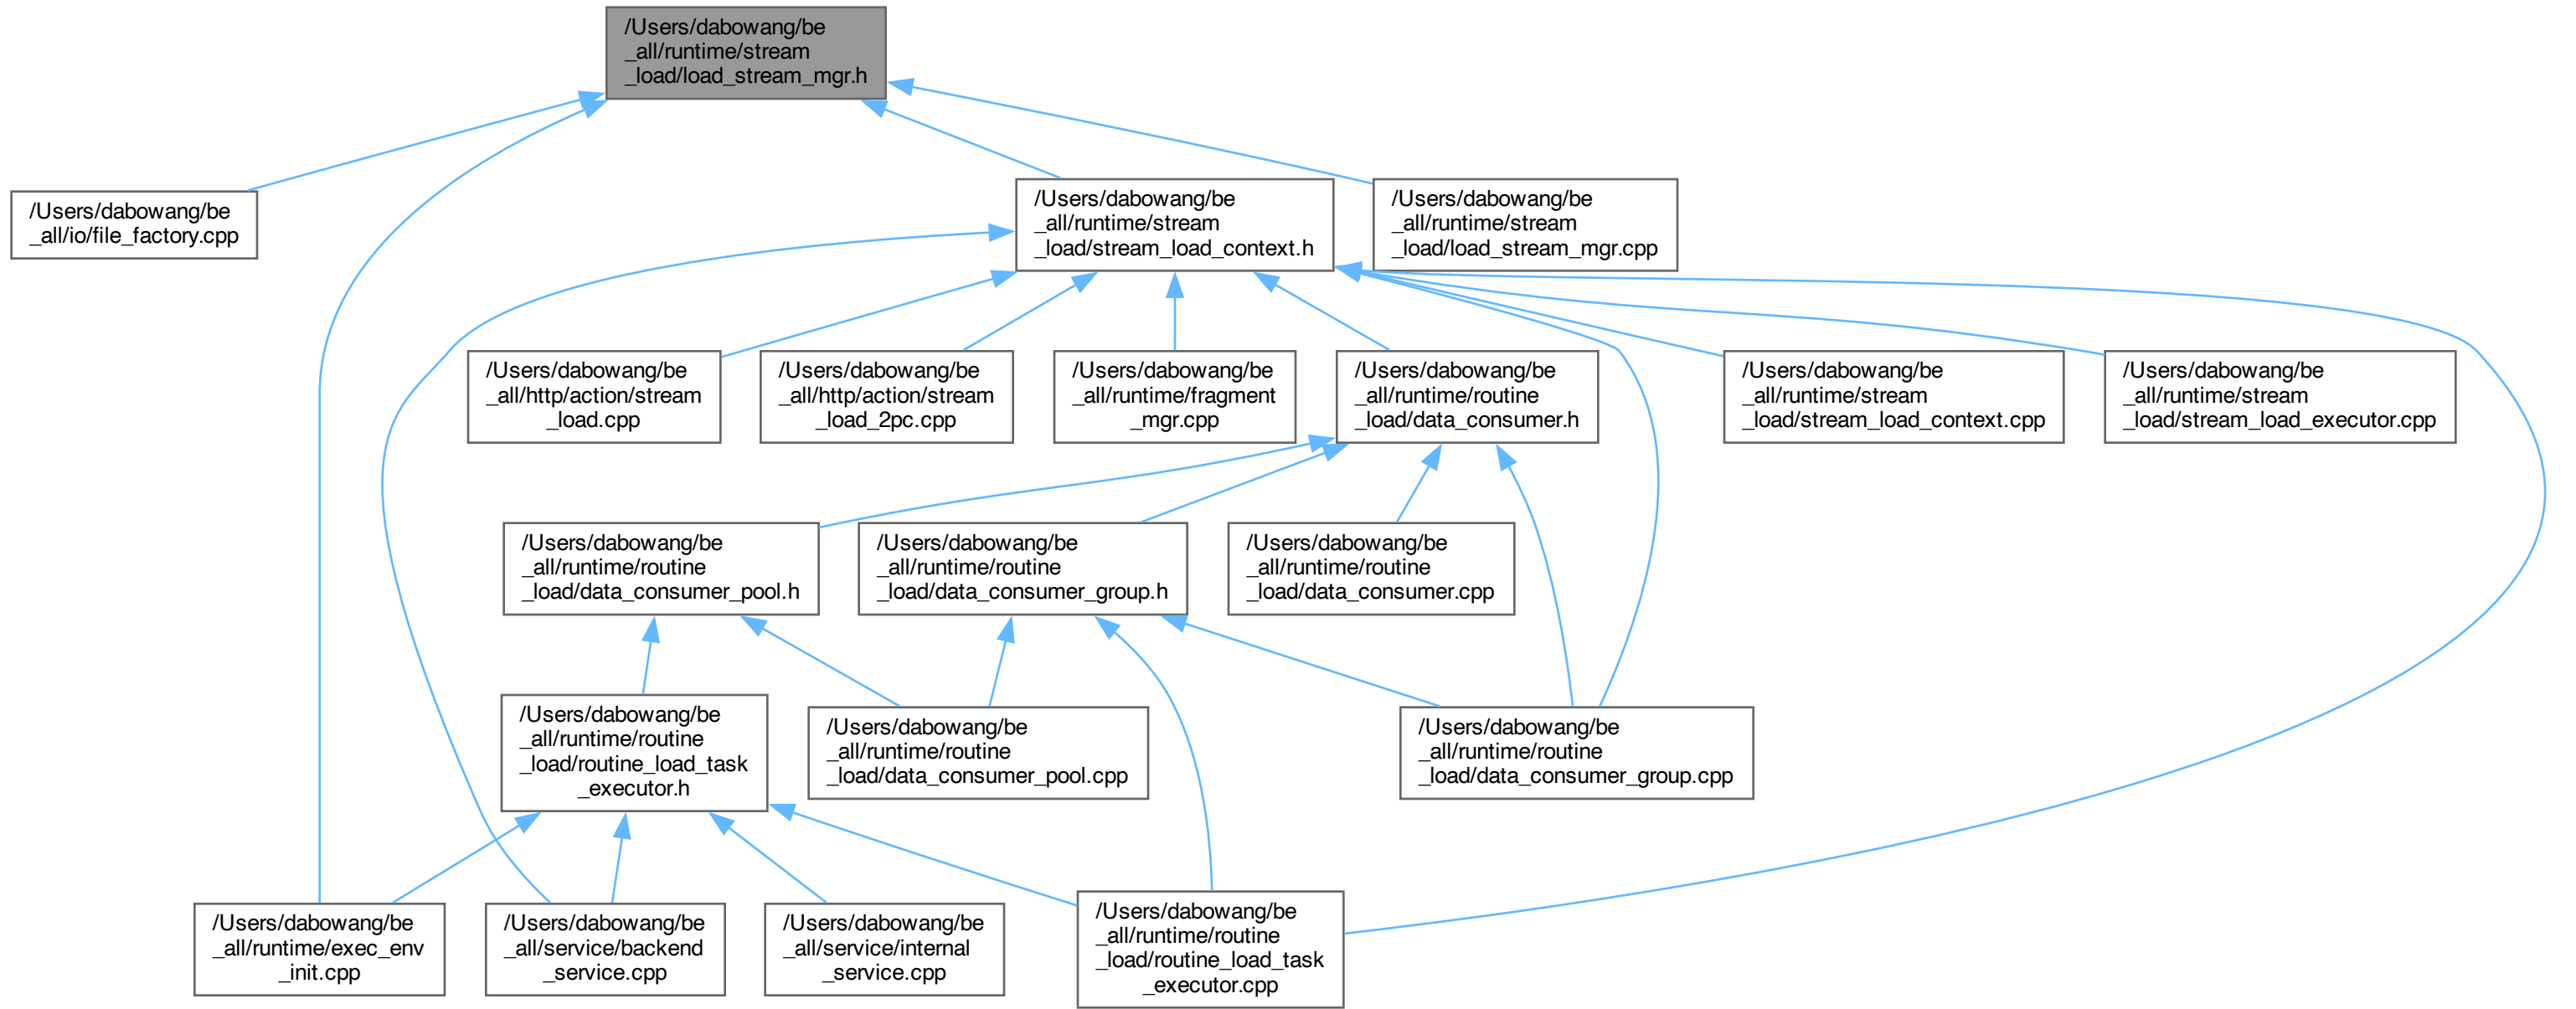 /Users/dabowang/be
_all/runtime/stream
_load/load_stream_mgr.h
/Users/dabowang/be
_all/io/file_factory.cpp
/Users/dabowang/be
_all/runtime/stream
_load/stream_load_context.h
/Users/dabowang/be
_all/runtime/stream
_load/load_stream_mgr.cpp
/Users/dabowang/be
_all/http/action/stream
_load.cpp
/Users/dabowang/be
_all/http/action/stream
_load_2pc.cpp
/Users/dabowang/be
_all/runtime/fragment
_mgr.cpp
/Users/dabowang/be
_all/runtime/routine
_load/data_consumer.h
/Users/dabowang/be
_all/runtime/stream
_load/stream_load_context.cpp
/Users/dabowang/be
_all/runtime/stream
_load/stream_load_executor.cpp
/Users/dabowang/be
_all/runtime/routine
_load/data_consumer_pool.h
/Users/dabowang/be
_all/runtime/routine
_load/data_consumer_group.h
/Users/dabowang/be
_all/runtime/routine
_load/data_consumer.cpp
/Users/dabowang/be
_all/runtime/routine
_load/routine_load_task
_executor.h
/Users/dabowang/be
_all/runtime/routine
_load/data_consumer_pool.cpp
/Users/dabowang/be
_all/runtime/routine
_load/data_consumer_group.cpp
/Users/dabowang/be
_all/runtime/exec_env
_init.cpp
/Users/dabowang/be
_all/service/backend
_service.cpp
/Users/dabowang/be
_all/service/internal
_service.cpp
/Users/dabowang/be
_all/runtime/routine
_load/routine_load_task
_executor.cpp